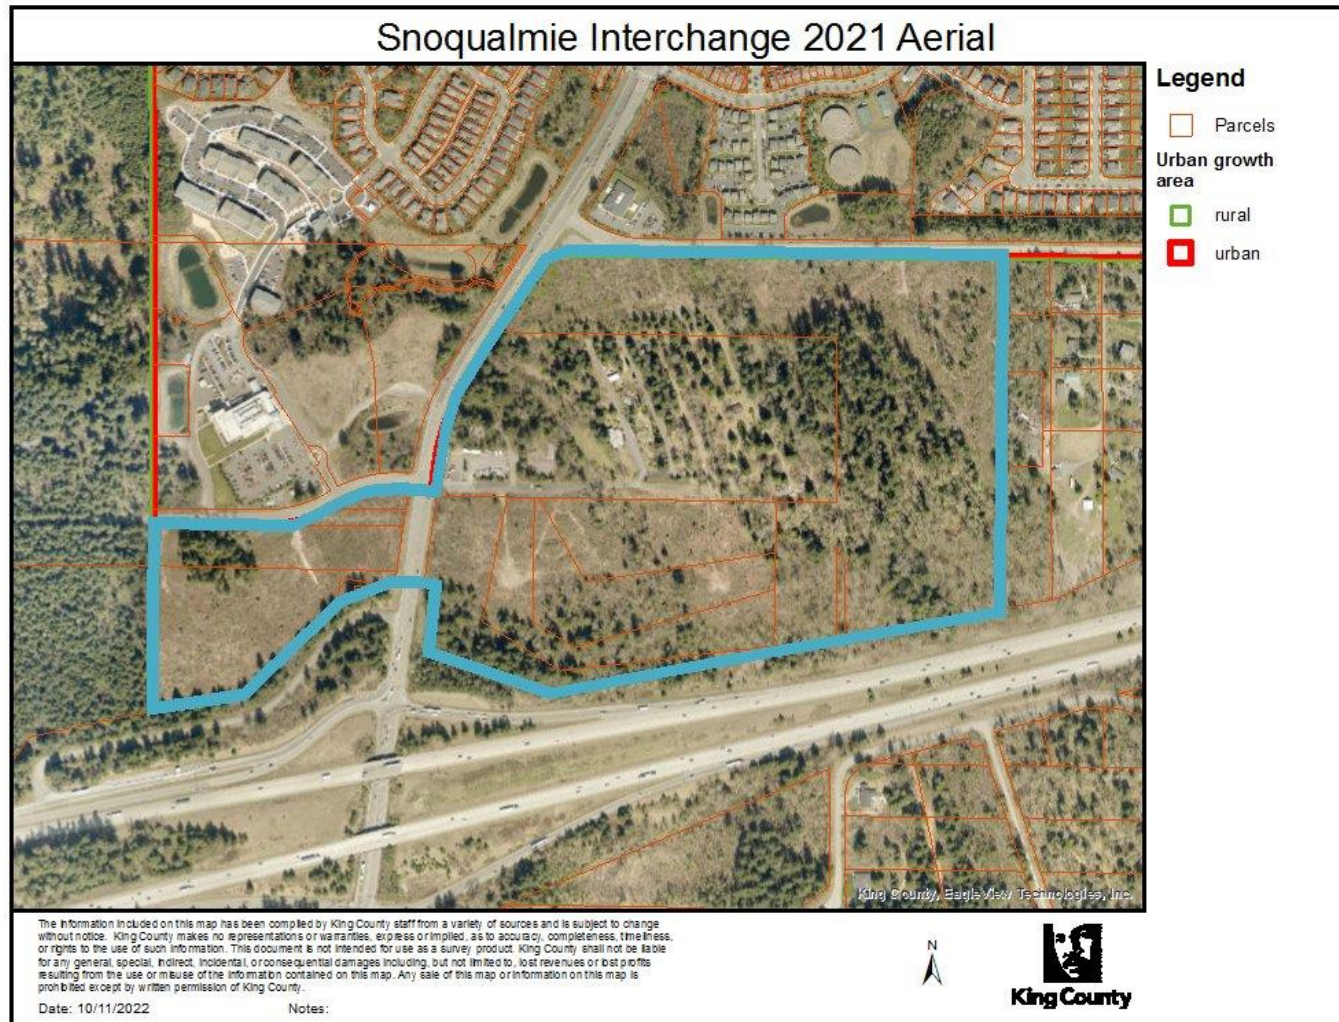 Snoqualmie Interchange 2021 Aerial
Legend
Parcels
Urban growth
area
rural
urban
King County, EagleView Technologies, Inc.
The information included on this map has been compiled by King County staff from a variety of sources and is subject to change
without notice. King County makes no representations or warranties, express or implied, as to accuracy, completeness, timeliness,
or rights to the use of such information. This document is not intended for use as a survey product. King County shall not be liable
for any general, special, indirect, incidental, or consequential damages including, but not limited to, lost revenues or lost profits
resulting from the use or misuse of the information contained on this map. Any sale of this map or information on this map is
prohibited except by written permission of King County.
Date: 10/11/2022 Notes:
N
King County